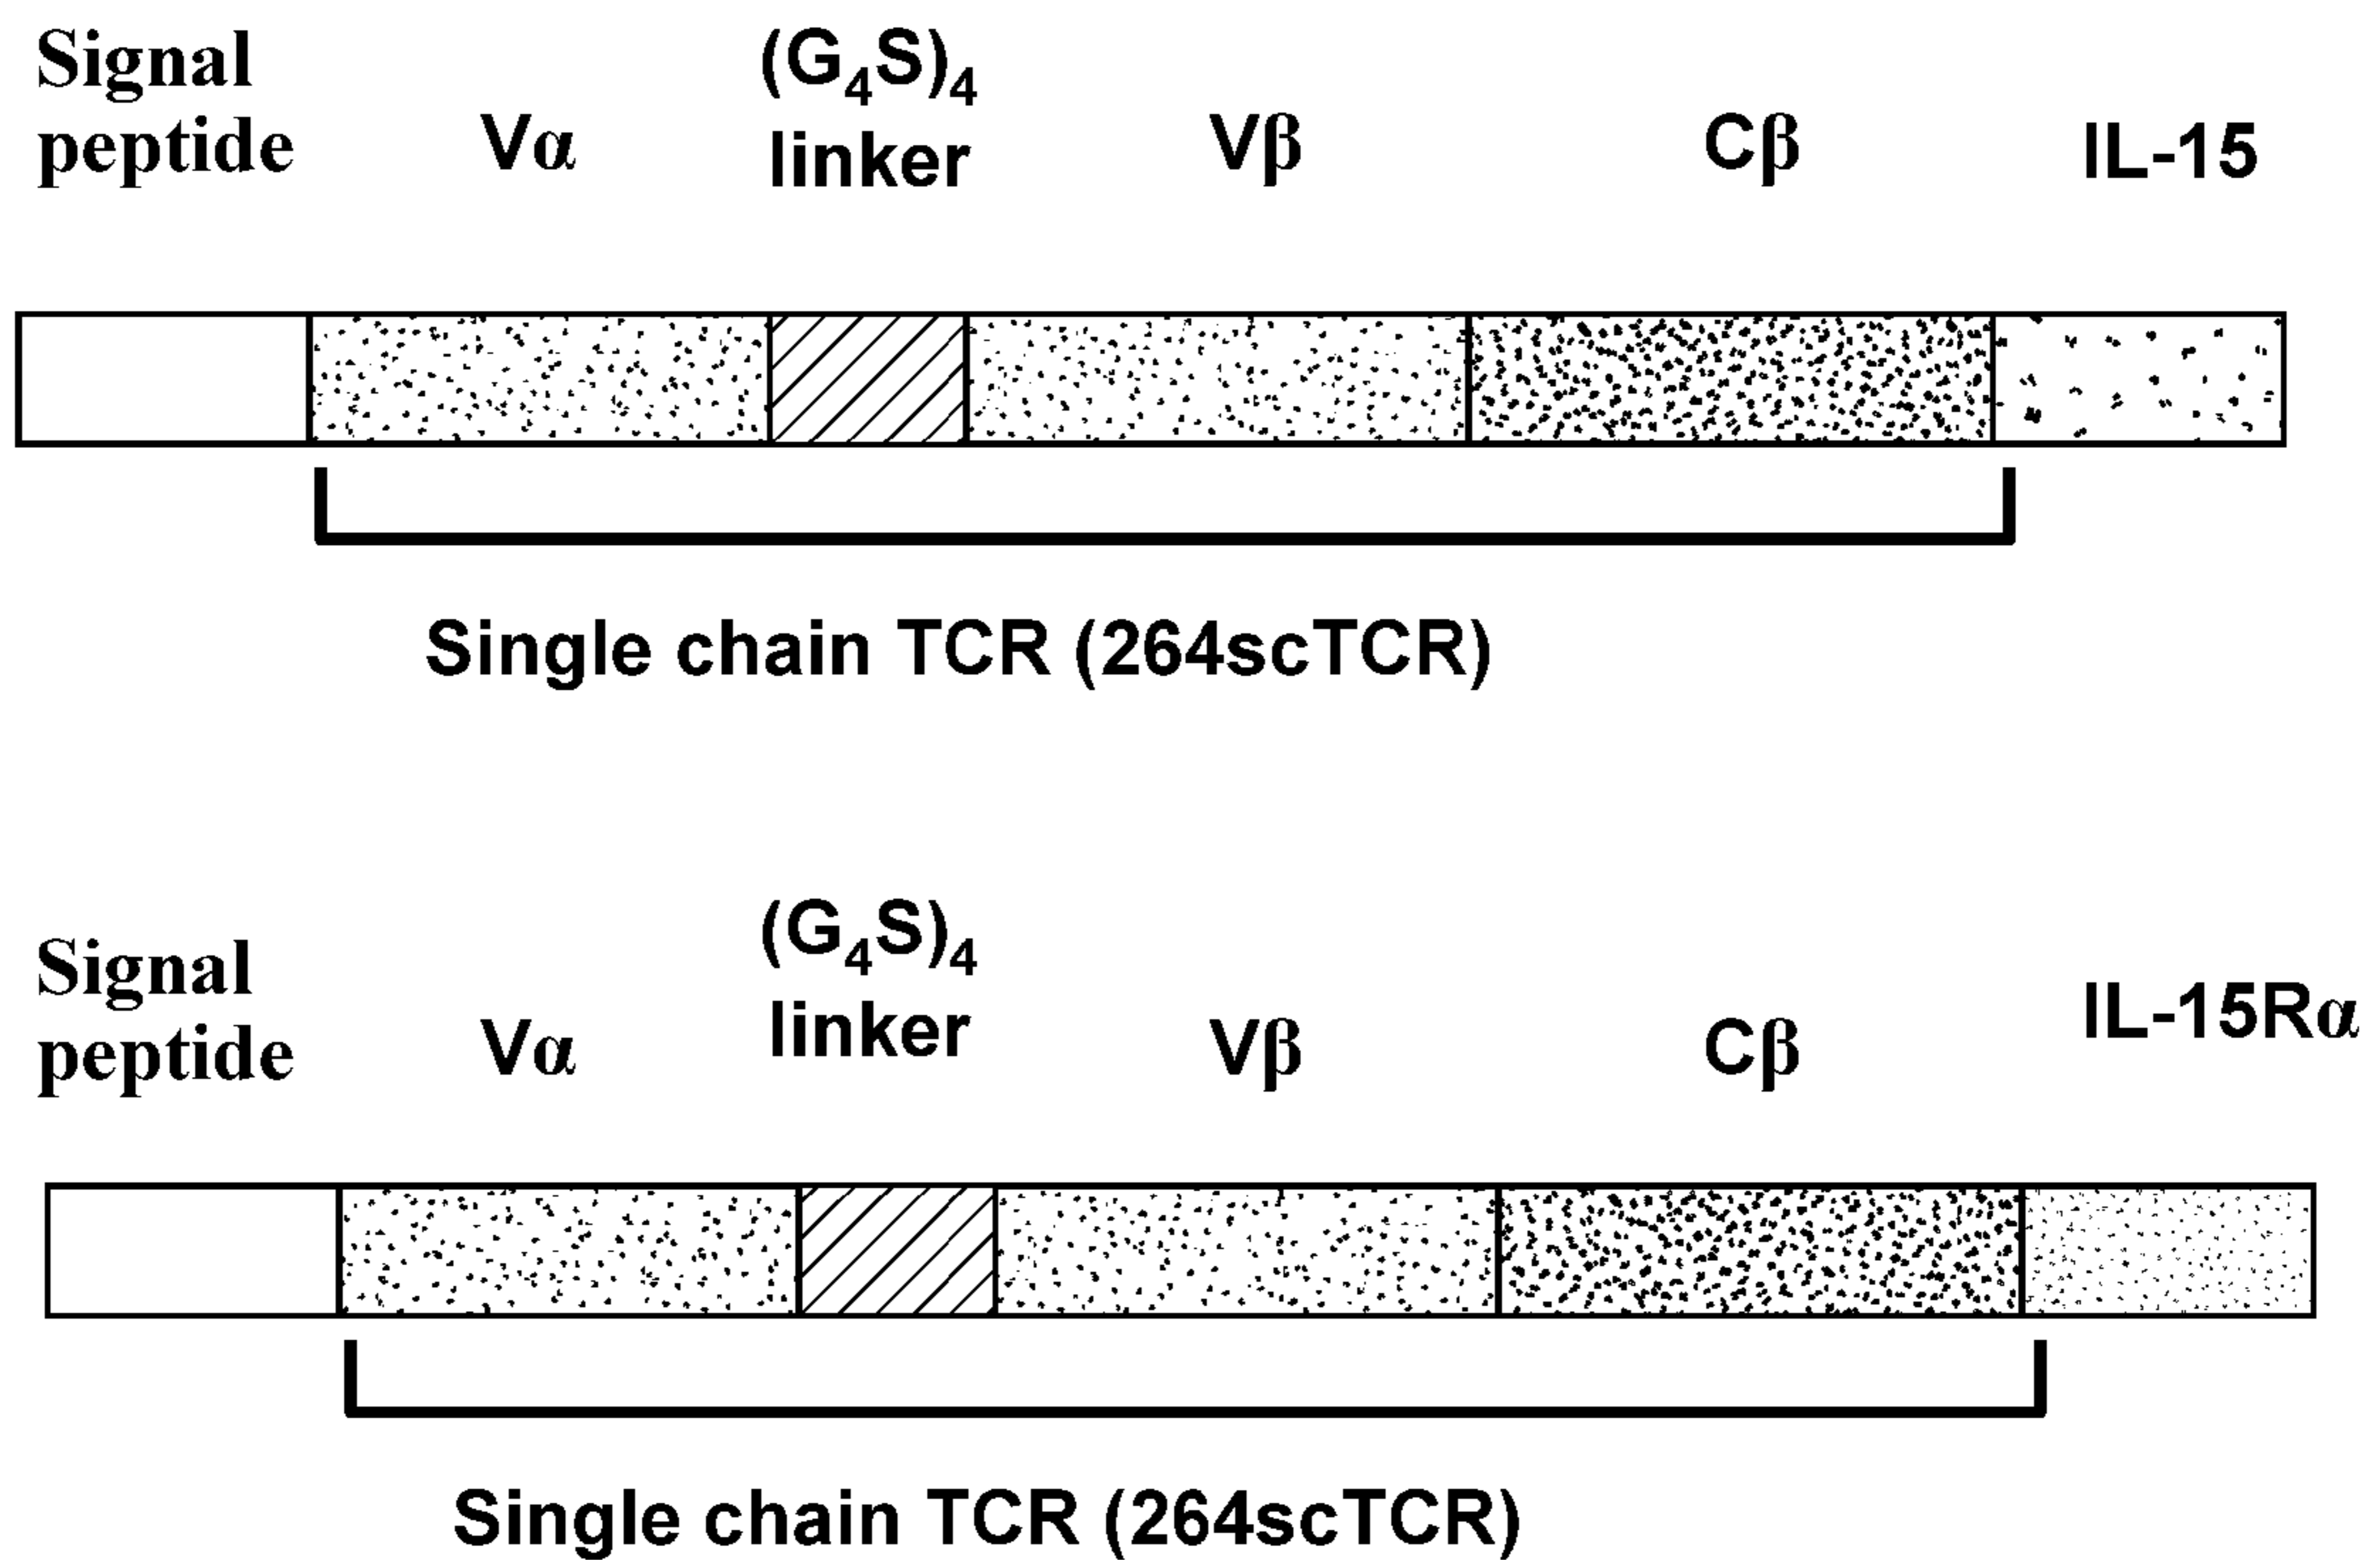 Signal
peptide
Vα
(G₄S)₄
linker
Vβ
Cβ
IL-15
Single chain TCR (264scTCR)
Signal
peptide
Vα
(G₄S)₄
linker
Vβ
Cβ
IL-15Rα
Single chain TCR (264scTCR)